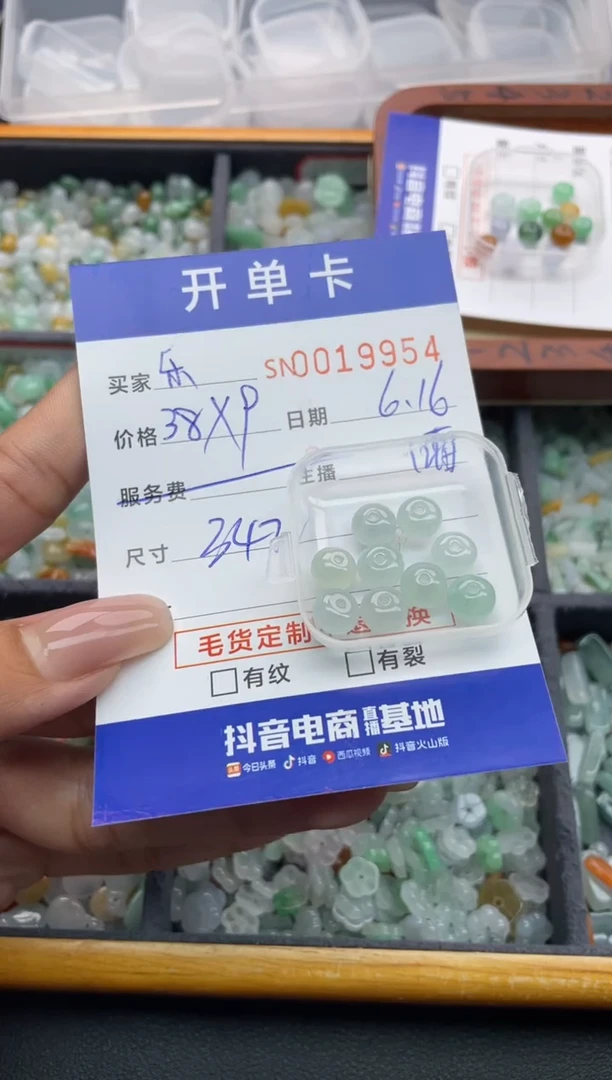 开单卡
买家 乐
SN0019954
价格 38XP
日期 6.16
服务费
主播
尺寸 347
毛货定制 换
有纹 有裂
抖音电商直播基地
今日头条 抖音 西瓜视频 抖音火山版